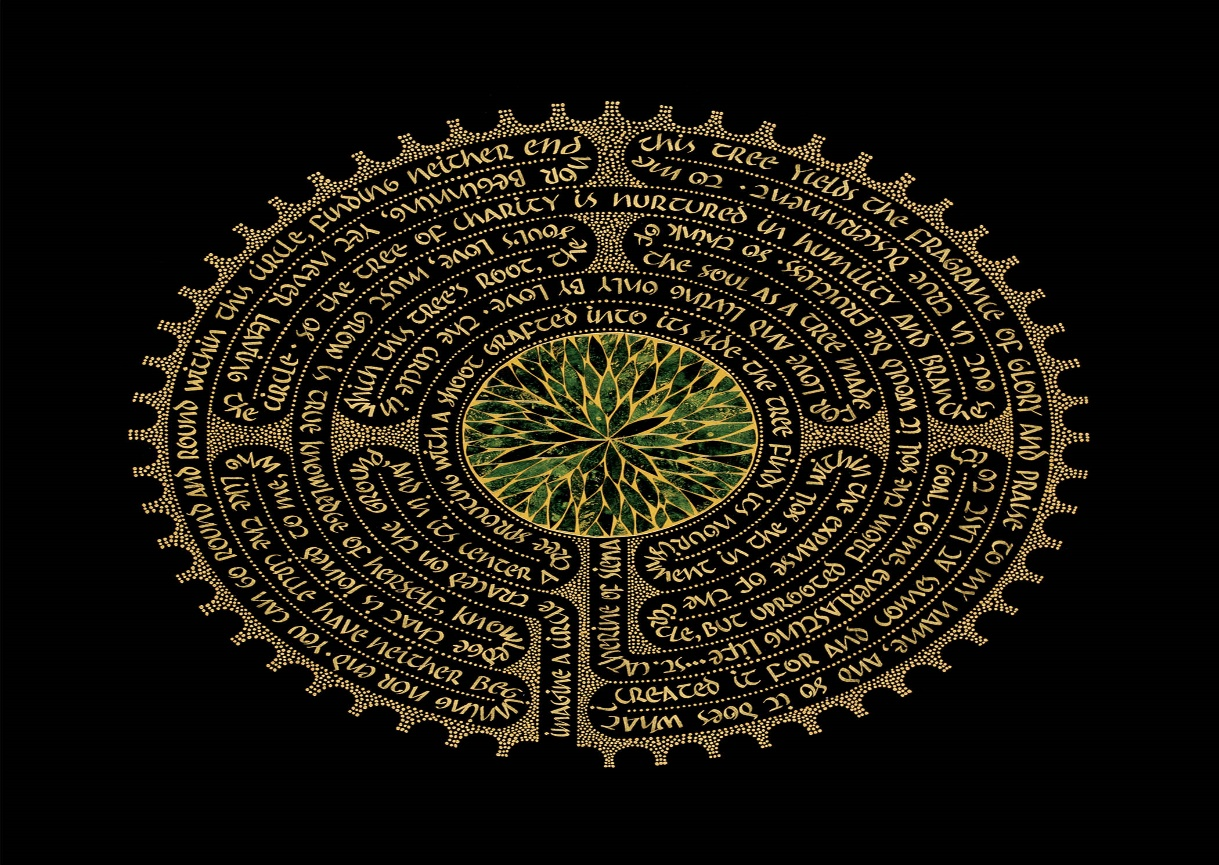 imagine a circle traced on the ground,
and in its center a tree sprouting with a shoot grafted into its side the tree finds its nourishment
in the soil within
the expanse of the circle,
but uprooted from the soil it would die fruitless. so think of
the soul as a tree made for love
and living only by love. the circle in
which this trees root, the souls love,
must grow is true knowledge of herself, knowledge
that is joined to me, who
like the circle have neither beginning
nor end. you can go round and round within this circle, finding neither end
nor beginning, yet never leaving the
circle. so the tree of charity is nurtured in humility and branches
out in true discernment. to me
this tree yields the fragrance of glory and praise to my name, and so it does what I
created it for and comes at last to its
goal, to me, everlasting life....st. catherine of siena